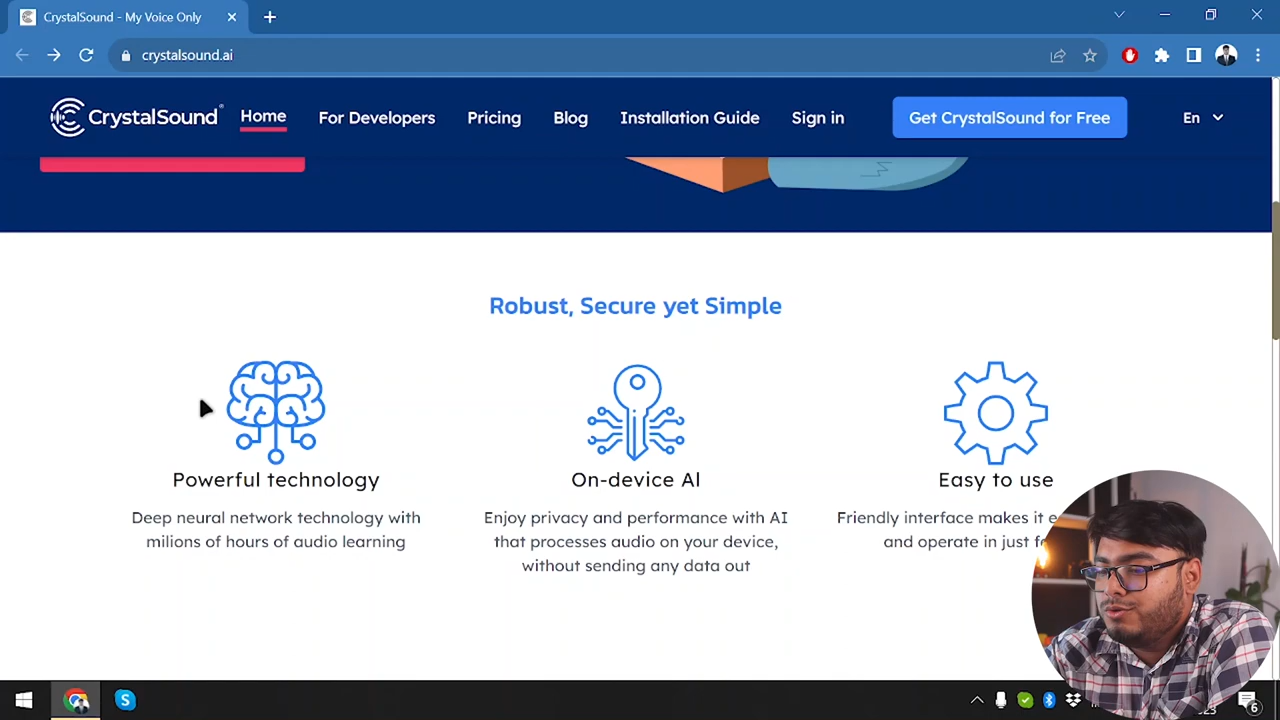 CrystalSound - My Voice Only
crystalsound.ai
CrystalSound®
Home
For Developers
Pricing
Blog
Installation Guide
Sign in
Get CrystalSound for Free
En
Robust, Secure yet Simple
Powerful technology
Deep neural network technology with
milions of hours of audio learning
On-device AI
Enjoy privacy and performance with AI
that processes audio on your device,
without sending any data out
Easy to use
Friendly interface makes it
and operate in just
6